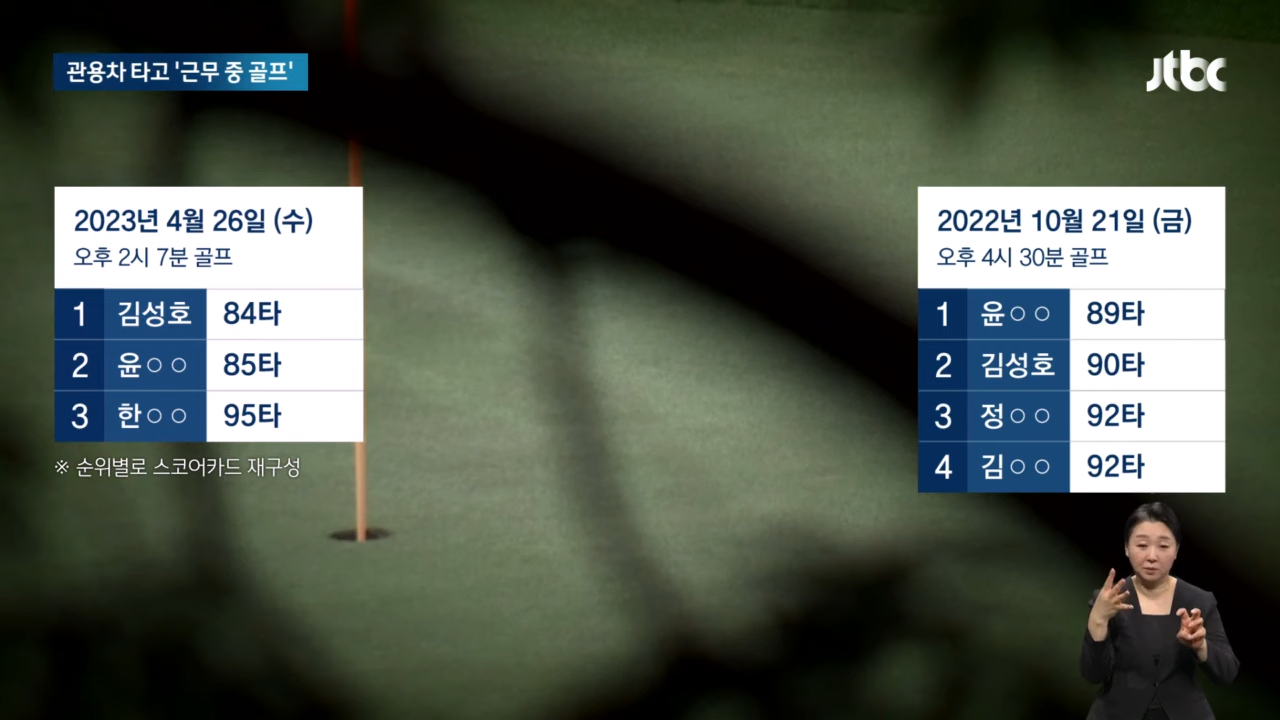 관용차 타고 '근무 중 골프'
jtbc
2023년 4월 26일 (수)
오후 2시 7분 골프
1 김성호 84타
2 윤○○ 85타
3 한○○ 95타
※ 순위별로 스코어카드 재구성
2022년 10월 21일 (금)
오후 4시 30분 골프
1 윤○○ 89타
2 김성호 90타
3 정○○ 92타
4 김○○ 92타